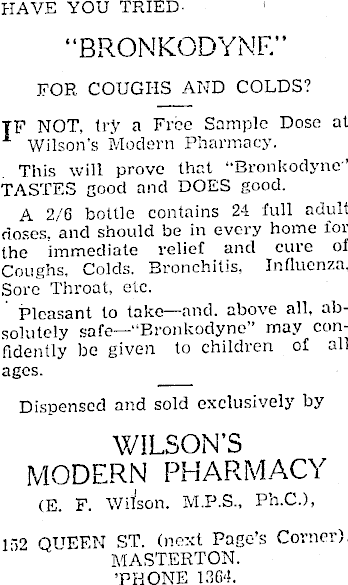 HAVE YOU TRIED
"BRONKODYNE"
FOR COUGHS AND COLDS?
IF NOT, try a Free Sample Dose at
Wilson's Modern Pharmacy.
This will prove that "Bronkodyne"
TASTES good and DOES good.
A 2/6 bottle contains 24 full adult
doses, and should be in every home for
the immediate relief and cure of
Coughs, Colds, Bronchitis, Influenza,
Sore Throat, etc.
Pleasant to take—and, above all, ab-
solutely safe—"Bronkodyne" may con-
fidently be given to children of all
ages.
Dispensed and sold exclusively by
WILSON'S
MODERN PHARMACY
(E. F. Wilson. M.P.S., Ph.C.),
152 QUEEN ST. (next Page's Corner),
MASTERTON.
'PHONE 1364.